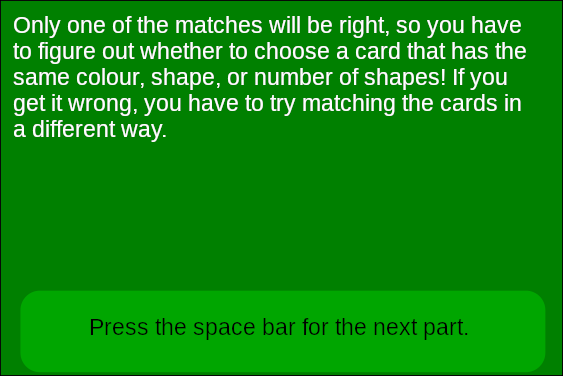 Only one of the matches will be right, so you have
to figure out whether to choose a card that has the
same colour, shape, or number of shapes! If you
get it wrong, you have to try matching the cards in
a different way.
Press the space bar for the next part.